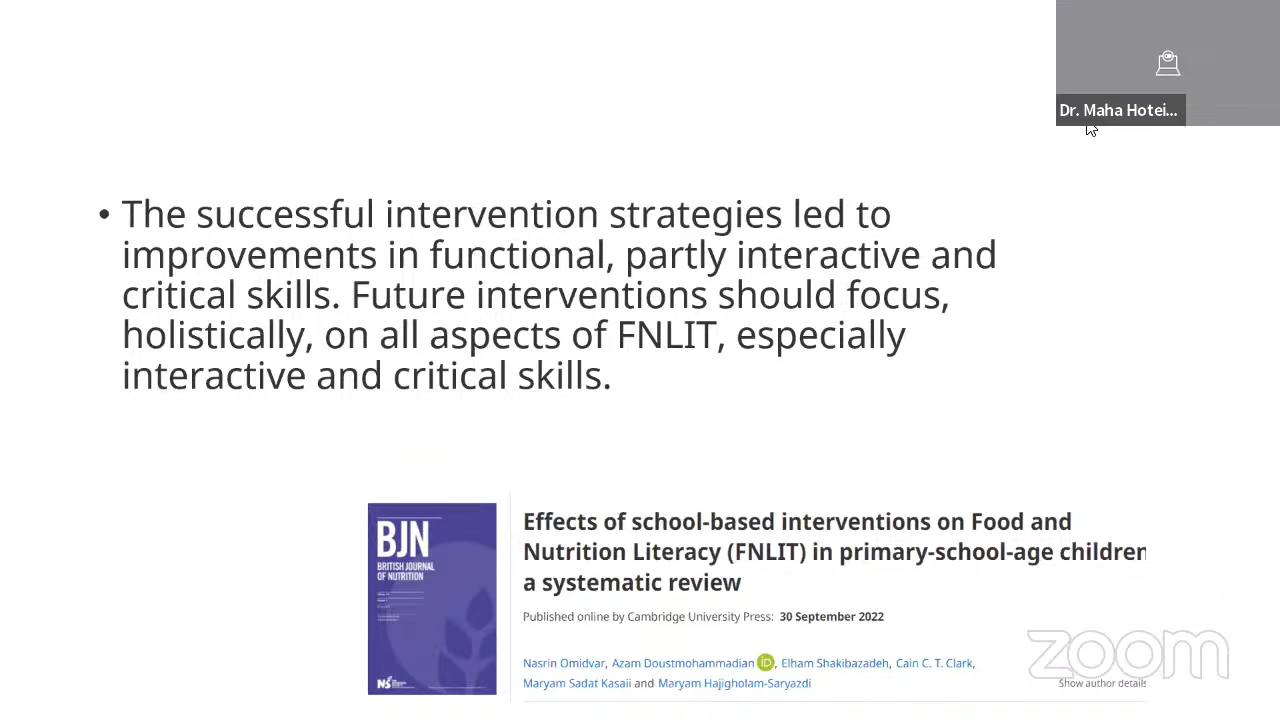 Dr. Maha Hotei...
• The successful intervention strategies led to
improvements in functional, partly interactive and
critical skills. Future interventions should focus,
holistically, on all aspects of FNLIT, especially
interactive and critical skills.
BJN
BRITISH JOURNAL
OF NUTRITION
NS
Effects of school-based interventions on Food and
Nutrition Literacy (FNLIT) in primary-school-age children
a systematic review
Published online by Cambridge University Press: 30 September 2022
Nasrin Omidvar, Azam Doustmohammadian iD, Elham Shakibazadeh, Cain C. T. Clark,
Maryam Sadat Kasaii and Maryam Hajigholam-Saryazdi
Show author details
zoom